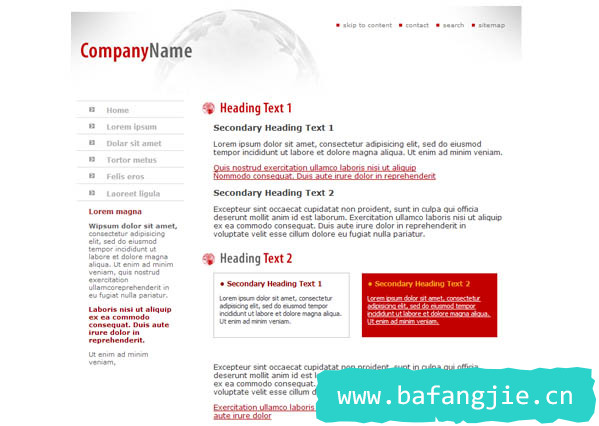 skip to content contact search sitemap
CompanyName
Home
Lorem ipsum
Dolar sit amet
Tortor metus
Felis eros
Laoreet ligula
Lorem magna
Wipsum dolor sit amet,
consectetur adipisicing
elit, sed do eiusmod
tempor incididunt ut
labore et dolore magna
aliqua. Ut enim ad minim
veniam, quis nostrud
exercitation
ullamcoreprehenderit in
eu fugiat nulla pariatur.
Laboris nisi ut aliquip
ex ea commodo
consequat. Duis aute
irure dolor in
reprehenderit.
Ut enim ad minim
veniam,
Heading Text 1
Secondary Heading Text 1
Lorem ipsum dolor sit amet, consectetur adipisicing elit, sed do eiusmod
tempor incididunt ut labore et dolore magna aliqua. Ut enim ad minim veniam.
Quis nostrud exercitation ullamco laboris nisi ut aliquip
Nommodo consequat. Duis aute irure dolor in reprehenderit
Secondary Heading Text 2
Excepteur sint occaecat cupidatat non proident, sunt in culpa qui officia
deserunt mollit anim id est laborum. Exercitation ullamco laboris nisi ut aliquip
ex ea commodo consequat. Duis aute irure dolor in reprehenderit in
voluptate velit esse cillum dolore eu fugiat nulla pariatur.
Heading Text 2
Secondary Heading Text 1
Lorem ipsum dolor sit amet, consectetur
adipisicing elit, sed do eiusmod tempor
incididunt ut labore et dolore magna aliqua.
Ut enim ad minim veniam.
Secondary Heading Text 2
Lorem ipsum dolor sit amet, consectetur
adipisicing elit, sed do eiusmod tempor
incididunt ut labore et dolore magna aliqua.
Ut enim ad minim veniam.
Excepteur sint occaecat cupidatat non proident, sunt in culpa qui officia
deserunt mollit anim id est
ex ea commodo consequat.
voluptate velit esse cillum
Exercitation ullamco laboris
aute irure dolor
www.bafangjie.cn